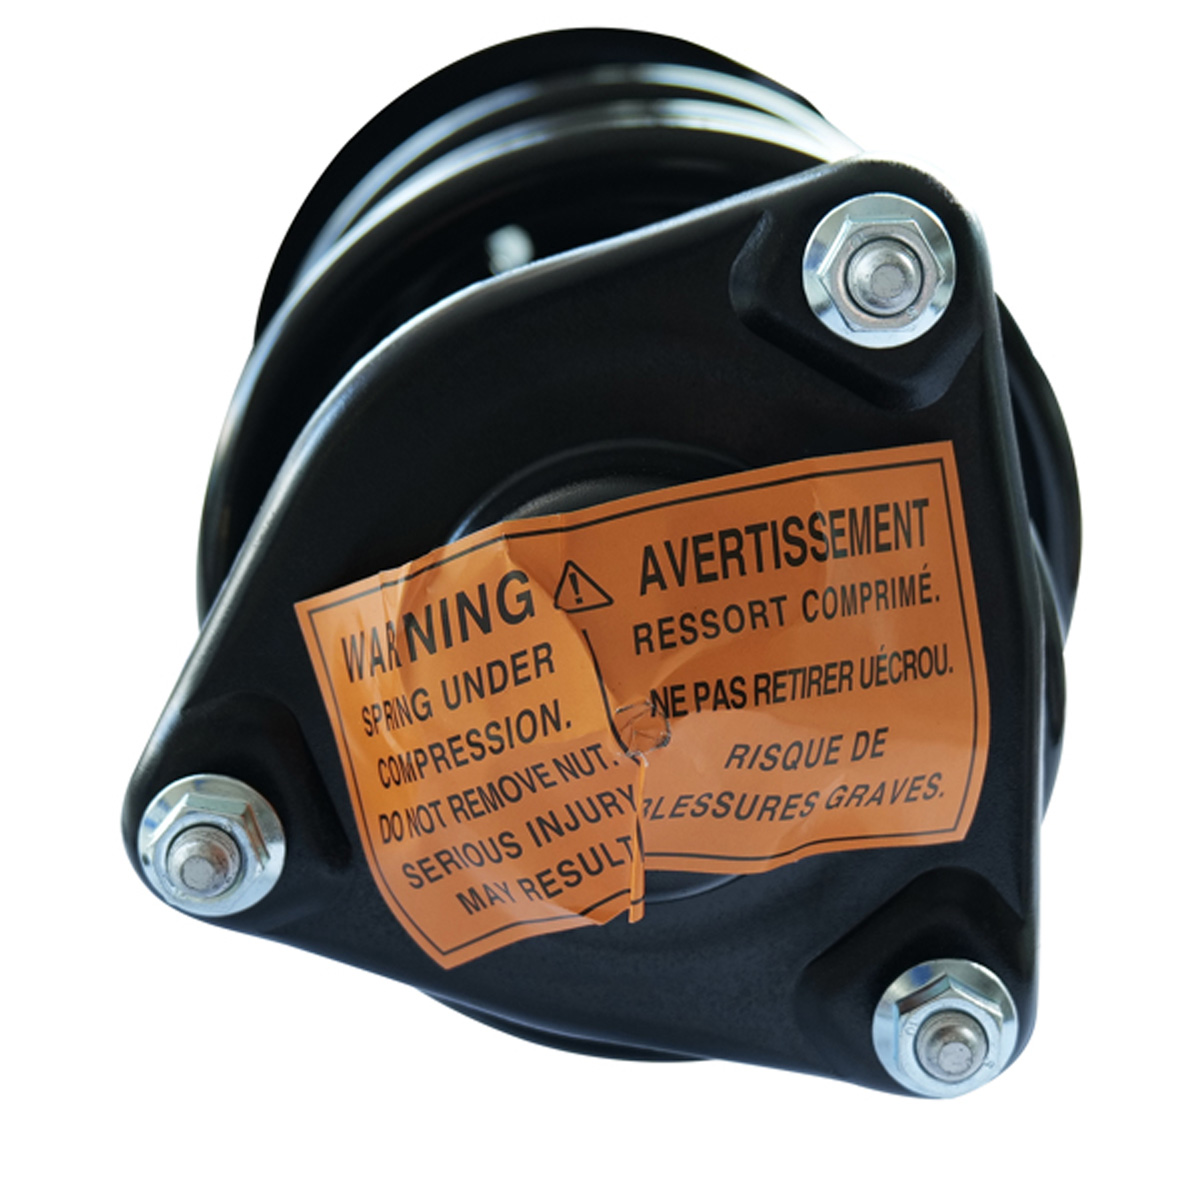 WARNING
SPRING UNDER
COMPRESSION.
DO NOT REMOVE NUT.
SERIOUS INJURY
MAY RESULT
AVERTISSEMENT
RESSORT COMPRIMÉ.
NE PAS RETIRER UÉCROU.
RISQUE DE
BLESSURES GRAVES.